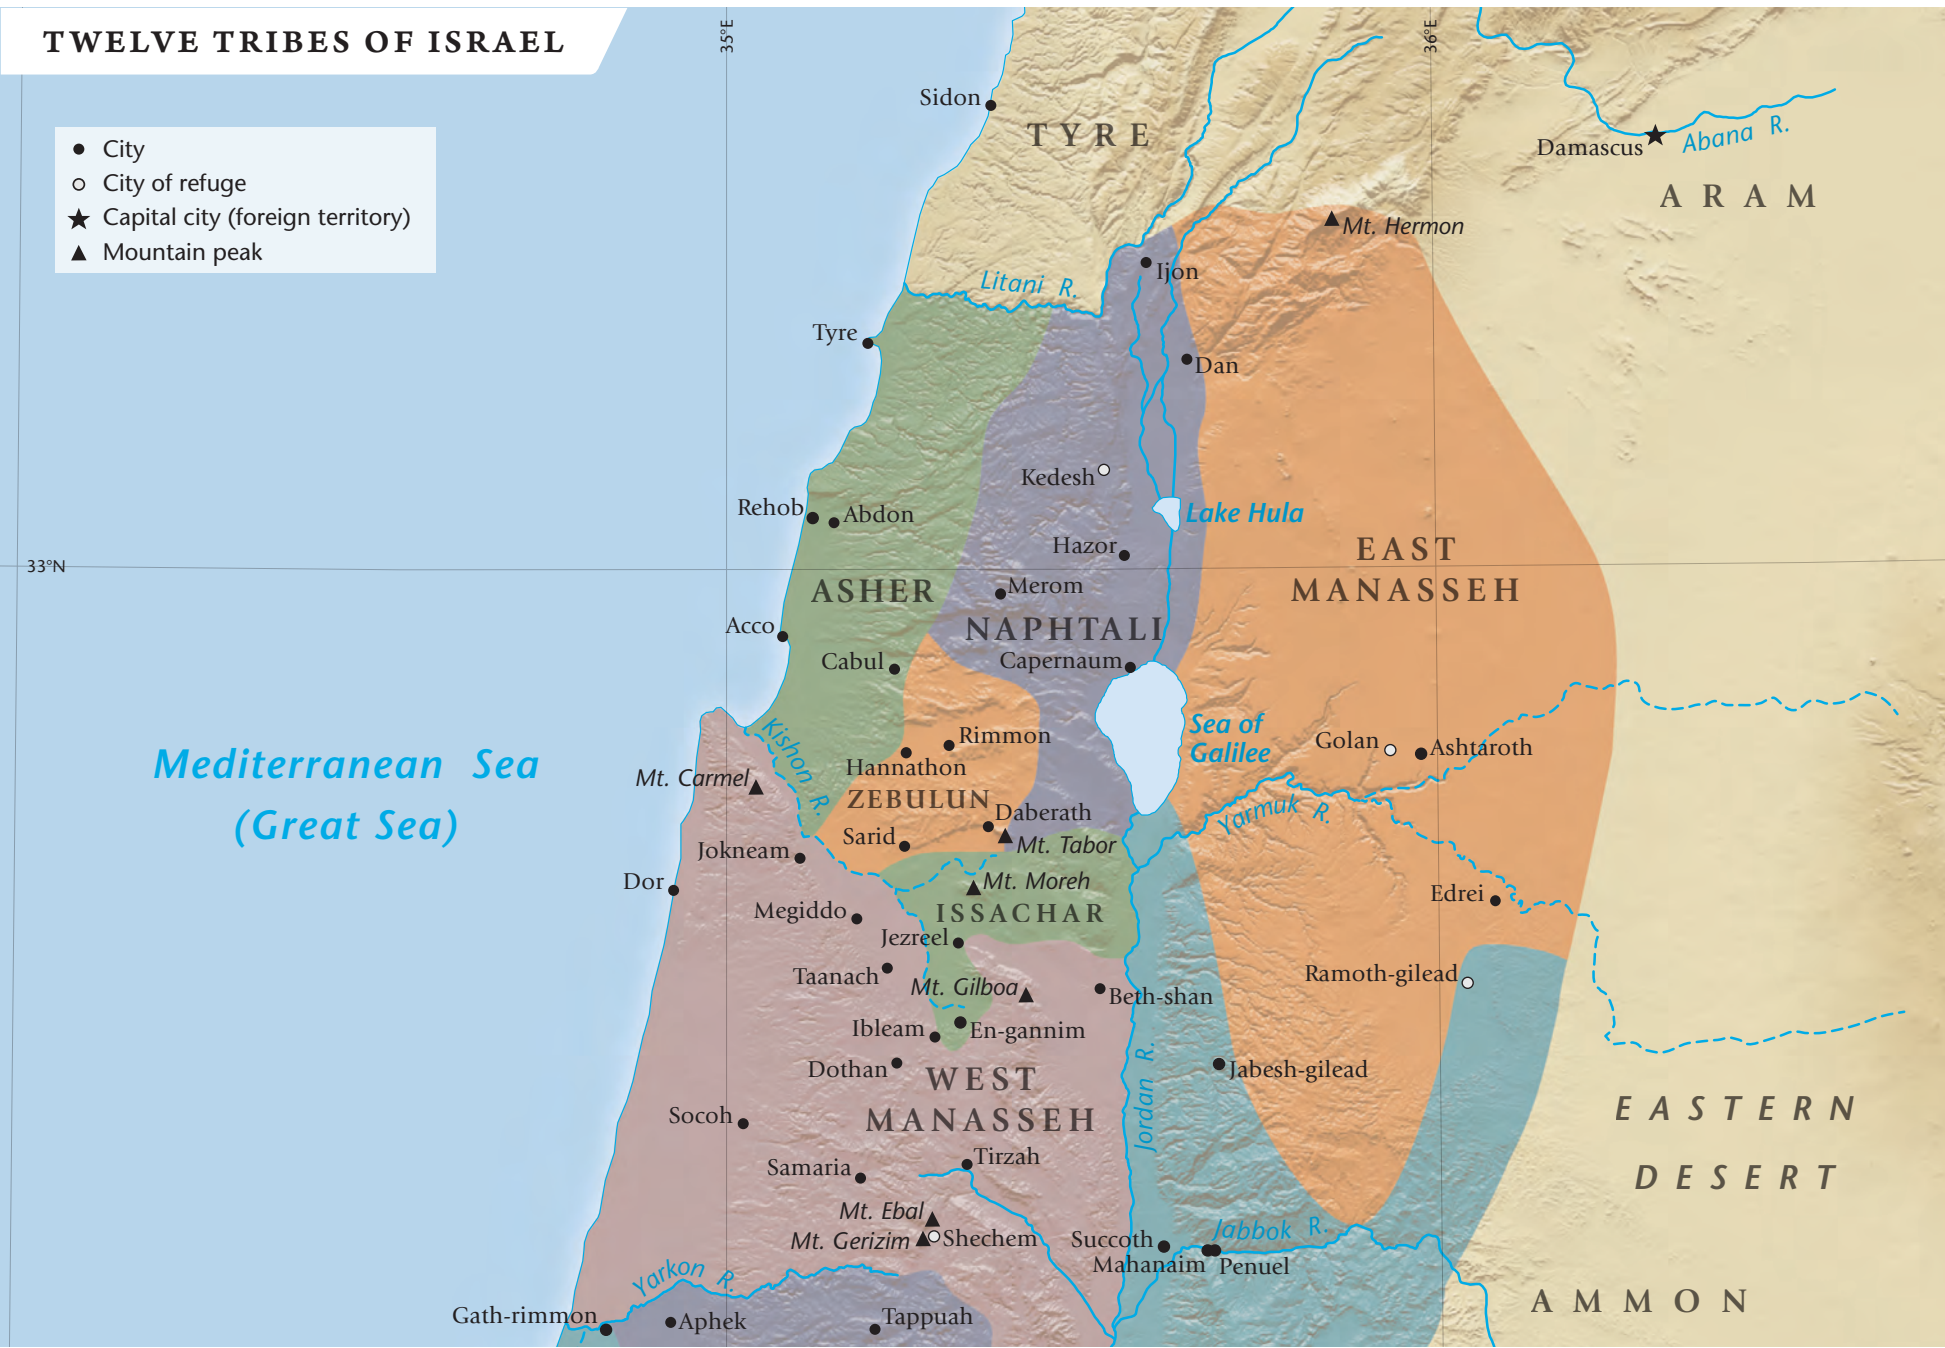 TWELVE TRIBES OF ISRAEL
City
City of refuge
Capital city (foreign territory)
Mountain peak
35°E
36°E
33°N
Sidon
TYRE
Damascus
Abana R.
ARAM
Mt. Hermon
Ijon
Litani R.
Tyre
Dan
Kedesh
Rehob
Abdon
Lake Hula
Hazor
EAST
MANASSEH
ASHER
Merom
NAPHTALI
Acco
Cabul
Capernaum
Sea of
Galilee
Kishon R.
Rimmon
Golan
Ashtaroth
Hannathon
Mediterranean Sea
(Great Sea)
Mt. Carmel
ZEBULUN
Daberath
Yarmuk R.
Sarid
Mt. Tabor
Jokneam
Dor
Mt. Moreh
Edrei
Megiddo
ISSACHAR
Jezreel
Taanach
Mt. Gilboa
Beth-shan
Ramoth-gilead
Ibleam
En-gannim
Dothan
WEST
MANASSEH
Jordan R.
Jabesh-gilead
Socoh
EASTERN
DESERT
Samaria
Tirzah
Mt. Ebal
Mt. Gerizim
Shechem
Succoth
Jabbok R.
Mahanaim
Penuel
Yarkon R.
AMMON
Gath-rimmon
Aphek
Tappuah